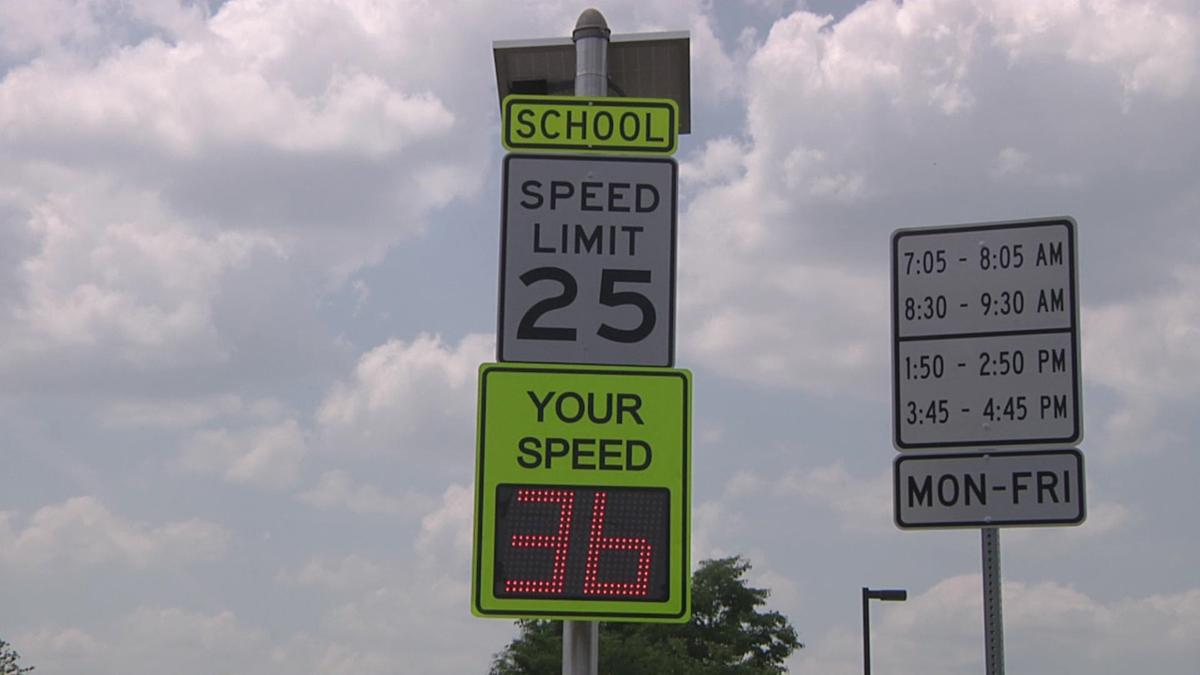 SCHOOL
SPEED
LIMIT
25
YOUR
SPEED
36
7:05 - 8:05 AM
8:30 - 9:30 AM
1:50 - 2:50 PM
3:45 - 4:45 PM
MON-FRI